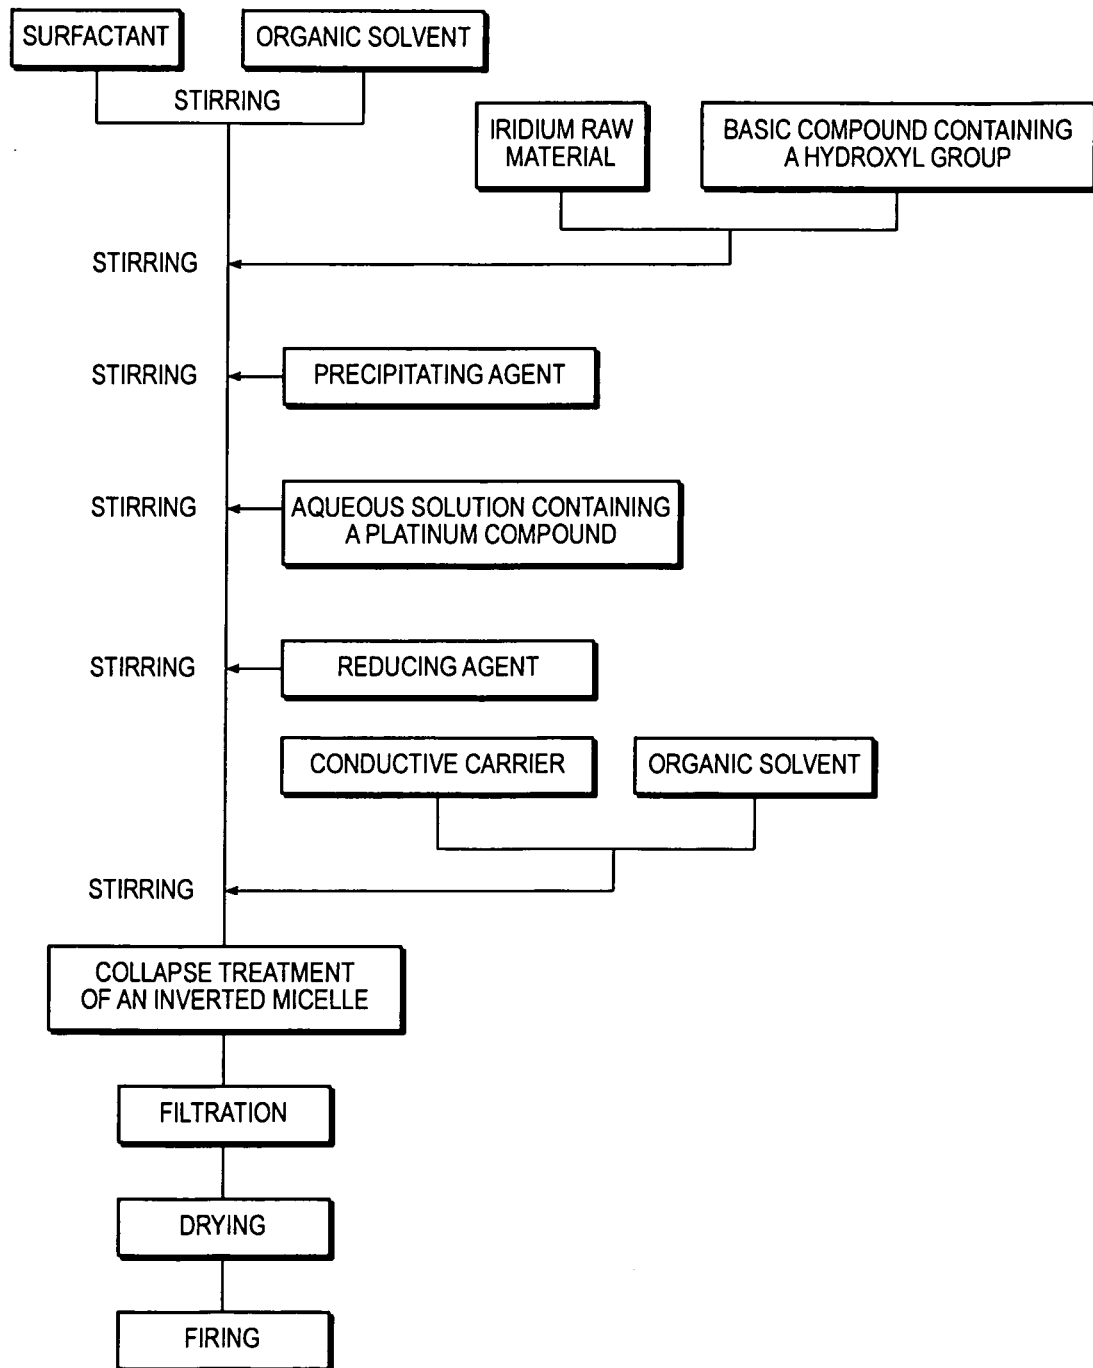 SURFACTANT
ORGANIC SOLVENT
STIRRING
IRIDIUM RAW
MATERIAL
BASIC COMPOUND CONTAINING
A HYDROXYL GROUP
STIRRING
STIRRING
PRECIPITATING AGENT
STIRRING
AQUEOUS SOLUTION CONTAINING
A PLATINUM COMPOUND
STIRRING
REDUCING AGENT
CONDUCTIVE CARRIER
ORGANIC SOLVENT
STIRRING
COLLAPSE TREATMENT
OF AN INVERTED MICELLE
FILTRATION
DRYING
FIRING